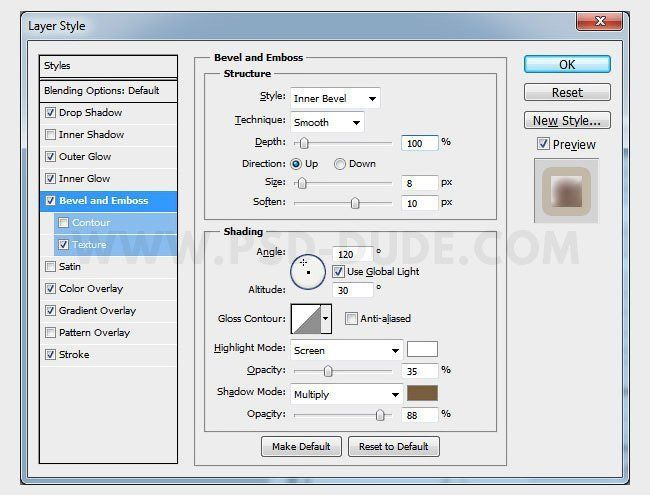 Layer Style
Styles
Blending Options: Default
Drop Shadow
Inner Shadow
Outer Glow
Inner Glow
Bevel and Emboss
Contour
Texture
Satin
Color Overlay
Gradient Overlay
Pattern Overlay
Stroke
Bevel and Emboss
Structure
Style: Inner Bevel
Technique: Smooth
Depth: 100 %
Direction: Up Down
Size: 8 px
Soften: 10 px
Shading
Angle: 120 °
Use Global Light
Altitude: 30 °
Gloss Contour: Anti-aliased
Highlight Mode: Screen
Opacity: 35 %
Shadow Mode: Multiply
Opacity: 88 %
Make Default Reset to Default
OK
Reset
New Style...
Preview
WWW.PSD-DUDE.COM